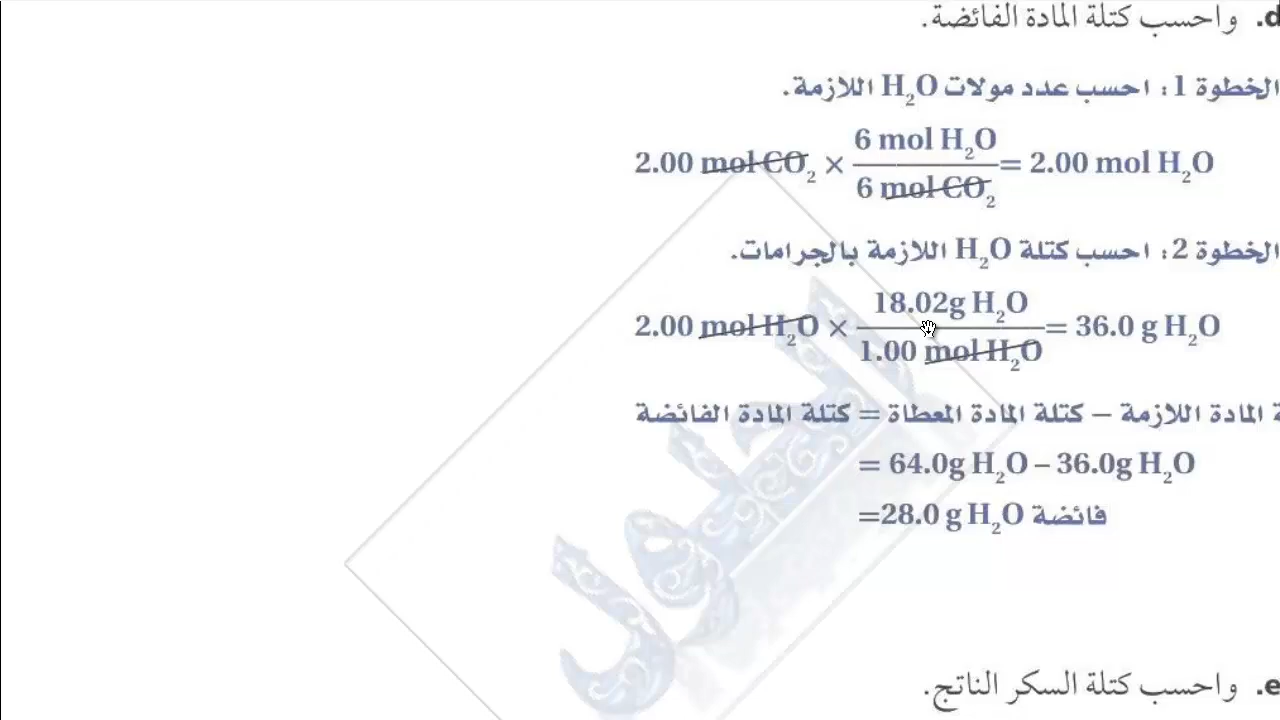 d. واحسب كتلة المادة الفائضة.
الخطوة 1: احسب عدد مولات H₂O اللازمة.
2.00 mol CO₂ × 6 mol H₂O / 6 mol CO₂ = 2.00 mol H₂O
الخطوة 2: احسب كتلة H₂O اللازمة بالجرامات.
2.00 mol H₂O × 18.02g H₂O / 1.00 mol H₂O = 36.0 g H₂O
المادة اللازمة – كتلة المادة المعطاة = كتلة المادة الفائضة
= 64.0g H₂O – 36.0g H₂O
=28.0 g H₂O فائضة
e. واحسب كتلة السكر الناتج.
حلول